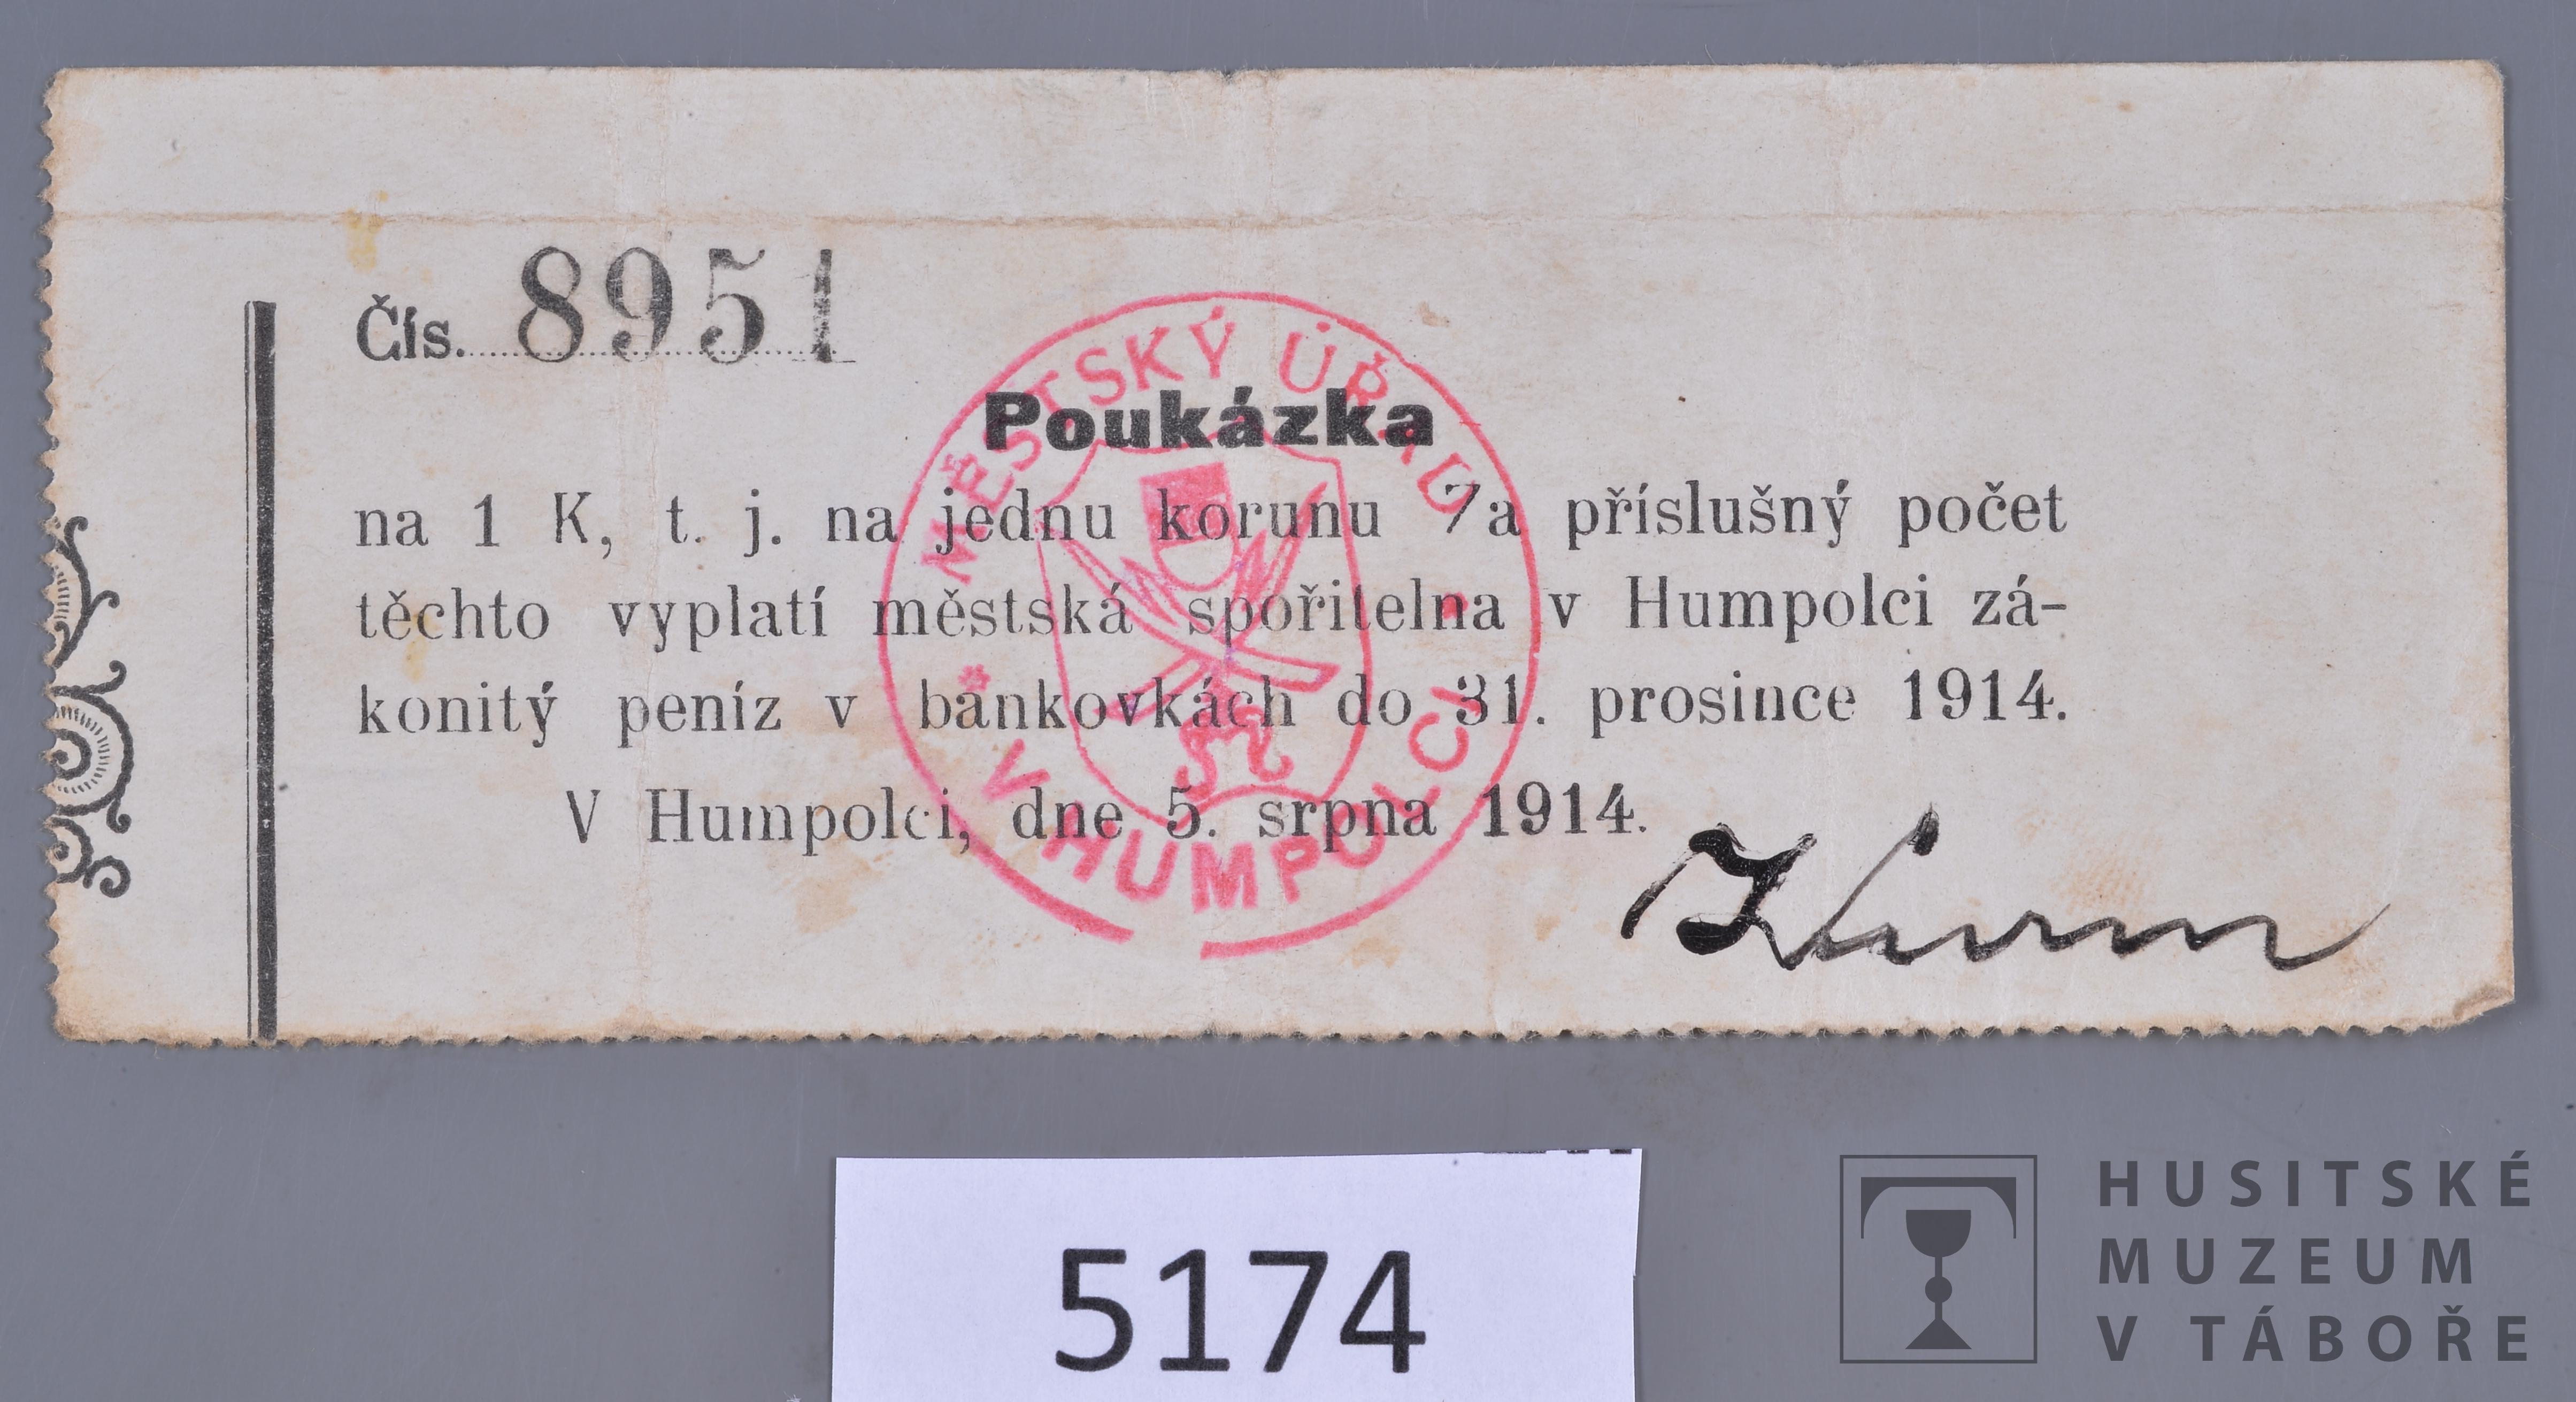 Čís. 8951
Poukázka
na 1 K, t. j. na jednu korunu Za příslušný počet
těchto vyplatí městská spořitelna v Humpolci zá-
konitý peníz v bankovkách do 31. prosince 1914.
V Humpolci, dne 5. srpna 1914.
MĚSTSKÝ ÚŘAD
V HUMPOLCI
5174
HUSITSKÉ
MUZEUM
V TÁBOŘE